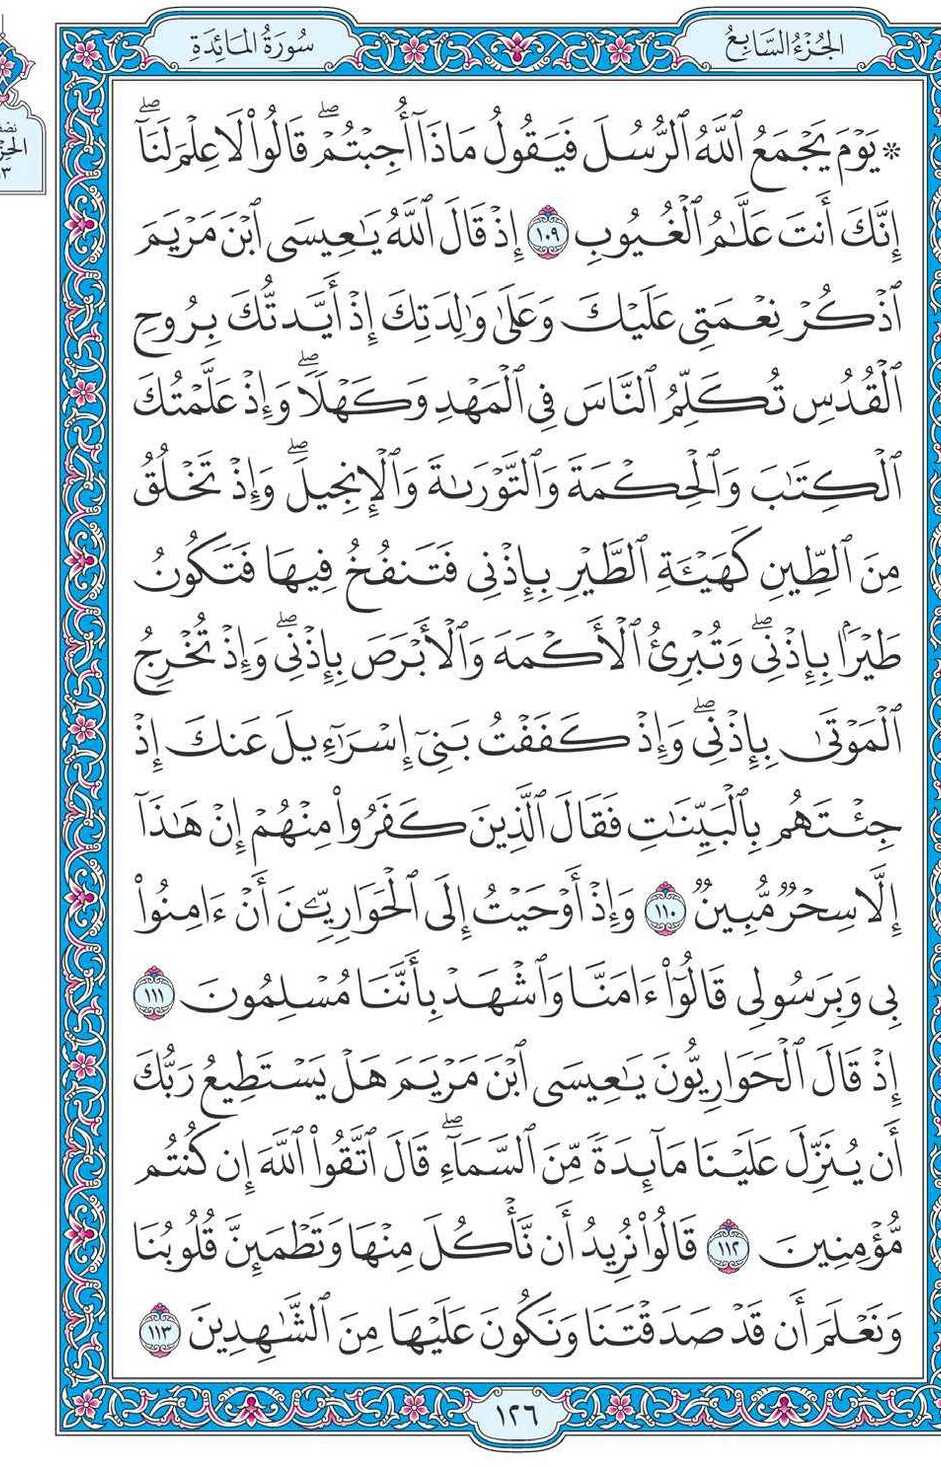 الجُزْءُ السَّابِعُ
سُورَةُ المَائِدَةِ
نصف
الحزب
١٣
۞ يَوْمَ يَجْمَعُ ٱللَّهُ ٱلرُّسُلَ فَيَقُولُ مَاذَآ أُجِبْتُمْۖ قَالُوا۟ لَا عِلْمَ لَنَآۖ
إِنَّكَ أَنتَ عَلَّـٰمُ ٱلْغُيُوبِ ١٠٩ إِذْ قَالَ ٱللَّهُ يَـٰعِيسَى ٱبْنَ مَرْيَمَ
ٱذْكُرْ نِعْمَتِى عَلَيْكَ وَعَلَىٰ وَٰلِدَتِكَ إِذْ أَيَّدتُّكَ بِرُوحِ
ٱلْقُدُسِ تُكَلِّمُ ٱلنَّاسَ فِى ٱلْمَهْدِ وَكَهْلًاۖ وَإِذْ عَلَّمْتُكَ
ٱلْكِتَـٰبَ وَٱلْحِكْمَةَ وَٱلتَّوْرَىٰةَ وَٱلْإِنجِيلَۖ وَإِذْ تَخْلُقُ
مِنَ ٱلطِّينِ كَهَيْـَٔةِ ٱلطَّيْرِ بِإِذْنِى فَتَنفُخُ فِيهَا فَتَكُونُ
طَيْرًۢا بِإِذْنِىۖ وَتُبْرِئُ ٱلْأَكْمَهَ وَٱلْأَبْرَصَ بِإِذْنِىۖ وَإِذْ تُخْرِجُ
ٱلْمَوْتَىٰ بِإِذْنِىۖ وَإِذْ كَفَفْتُ بَنِىٓ إِسْرَٰٓءِيلَ عَنكَ إِذْ
جِئْتَهُم بِٱلْبَيِّنَـٰتِ فَقَالَ ٱلَّذِينَ كَفَرُوا۟ مِنْهُمْ إِنْ هَـٰذَآ
إِلَّا سِحْرٌ مُّبِينٌ ١١٠ وَإِذْ أَوْحَيْتُ إِلَى ٱلْحَوَارِيِّـۧنَ أَنْ ءَامِنُوا۟
بِى وَبِرَسُولِى قَالُوٓا۟ ءَامَنَّا وَٱشْهَدْ بِأَنَّنَا مُسْلِمُونَ ١١١
إِذْ قَالَ ٱلْحَوَارِيُّونَ يَـٰعِيسَى ٱبْنَ مَرْيَمَ هَلْ يَسْتَطِيعُ رَبُّكَ
أَن يُنَزِّلَ عَلَيْنَا مَآئِدَةً مِّنَ ٱلسَّمَآءِۖ قَالَ ٱتَّقُوا۟ ٱللَّهَ إِن كُنتُم
مُّؤْمِنِينَ ١١٢ قَالُوا۟ نُرِيدُ أَن نَّأْكُلَ مِنْهَا وَتَطْمَئِنَّ قُلُوبُنَا
وَنَعْلَمَ أَن قَدْ صَدَقْتَنَا وَنَكُونَ عَلَيْهَا مِنَ ٱلشَّـٰهِدِينَ ١١٣
١٢٦